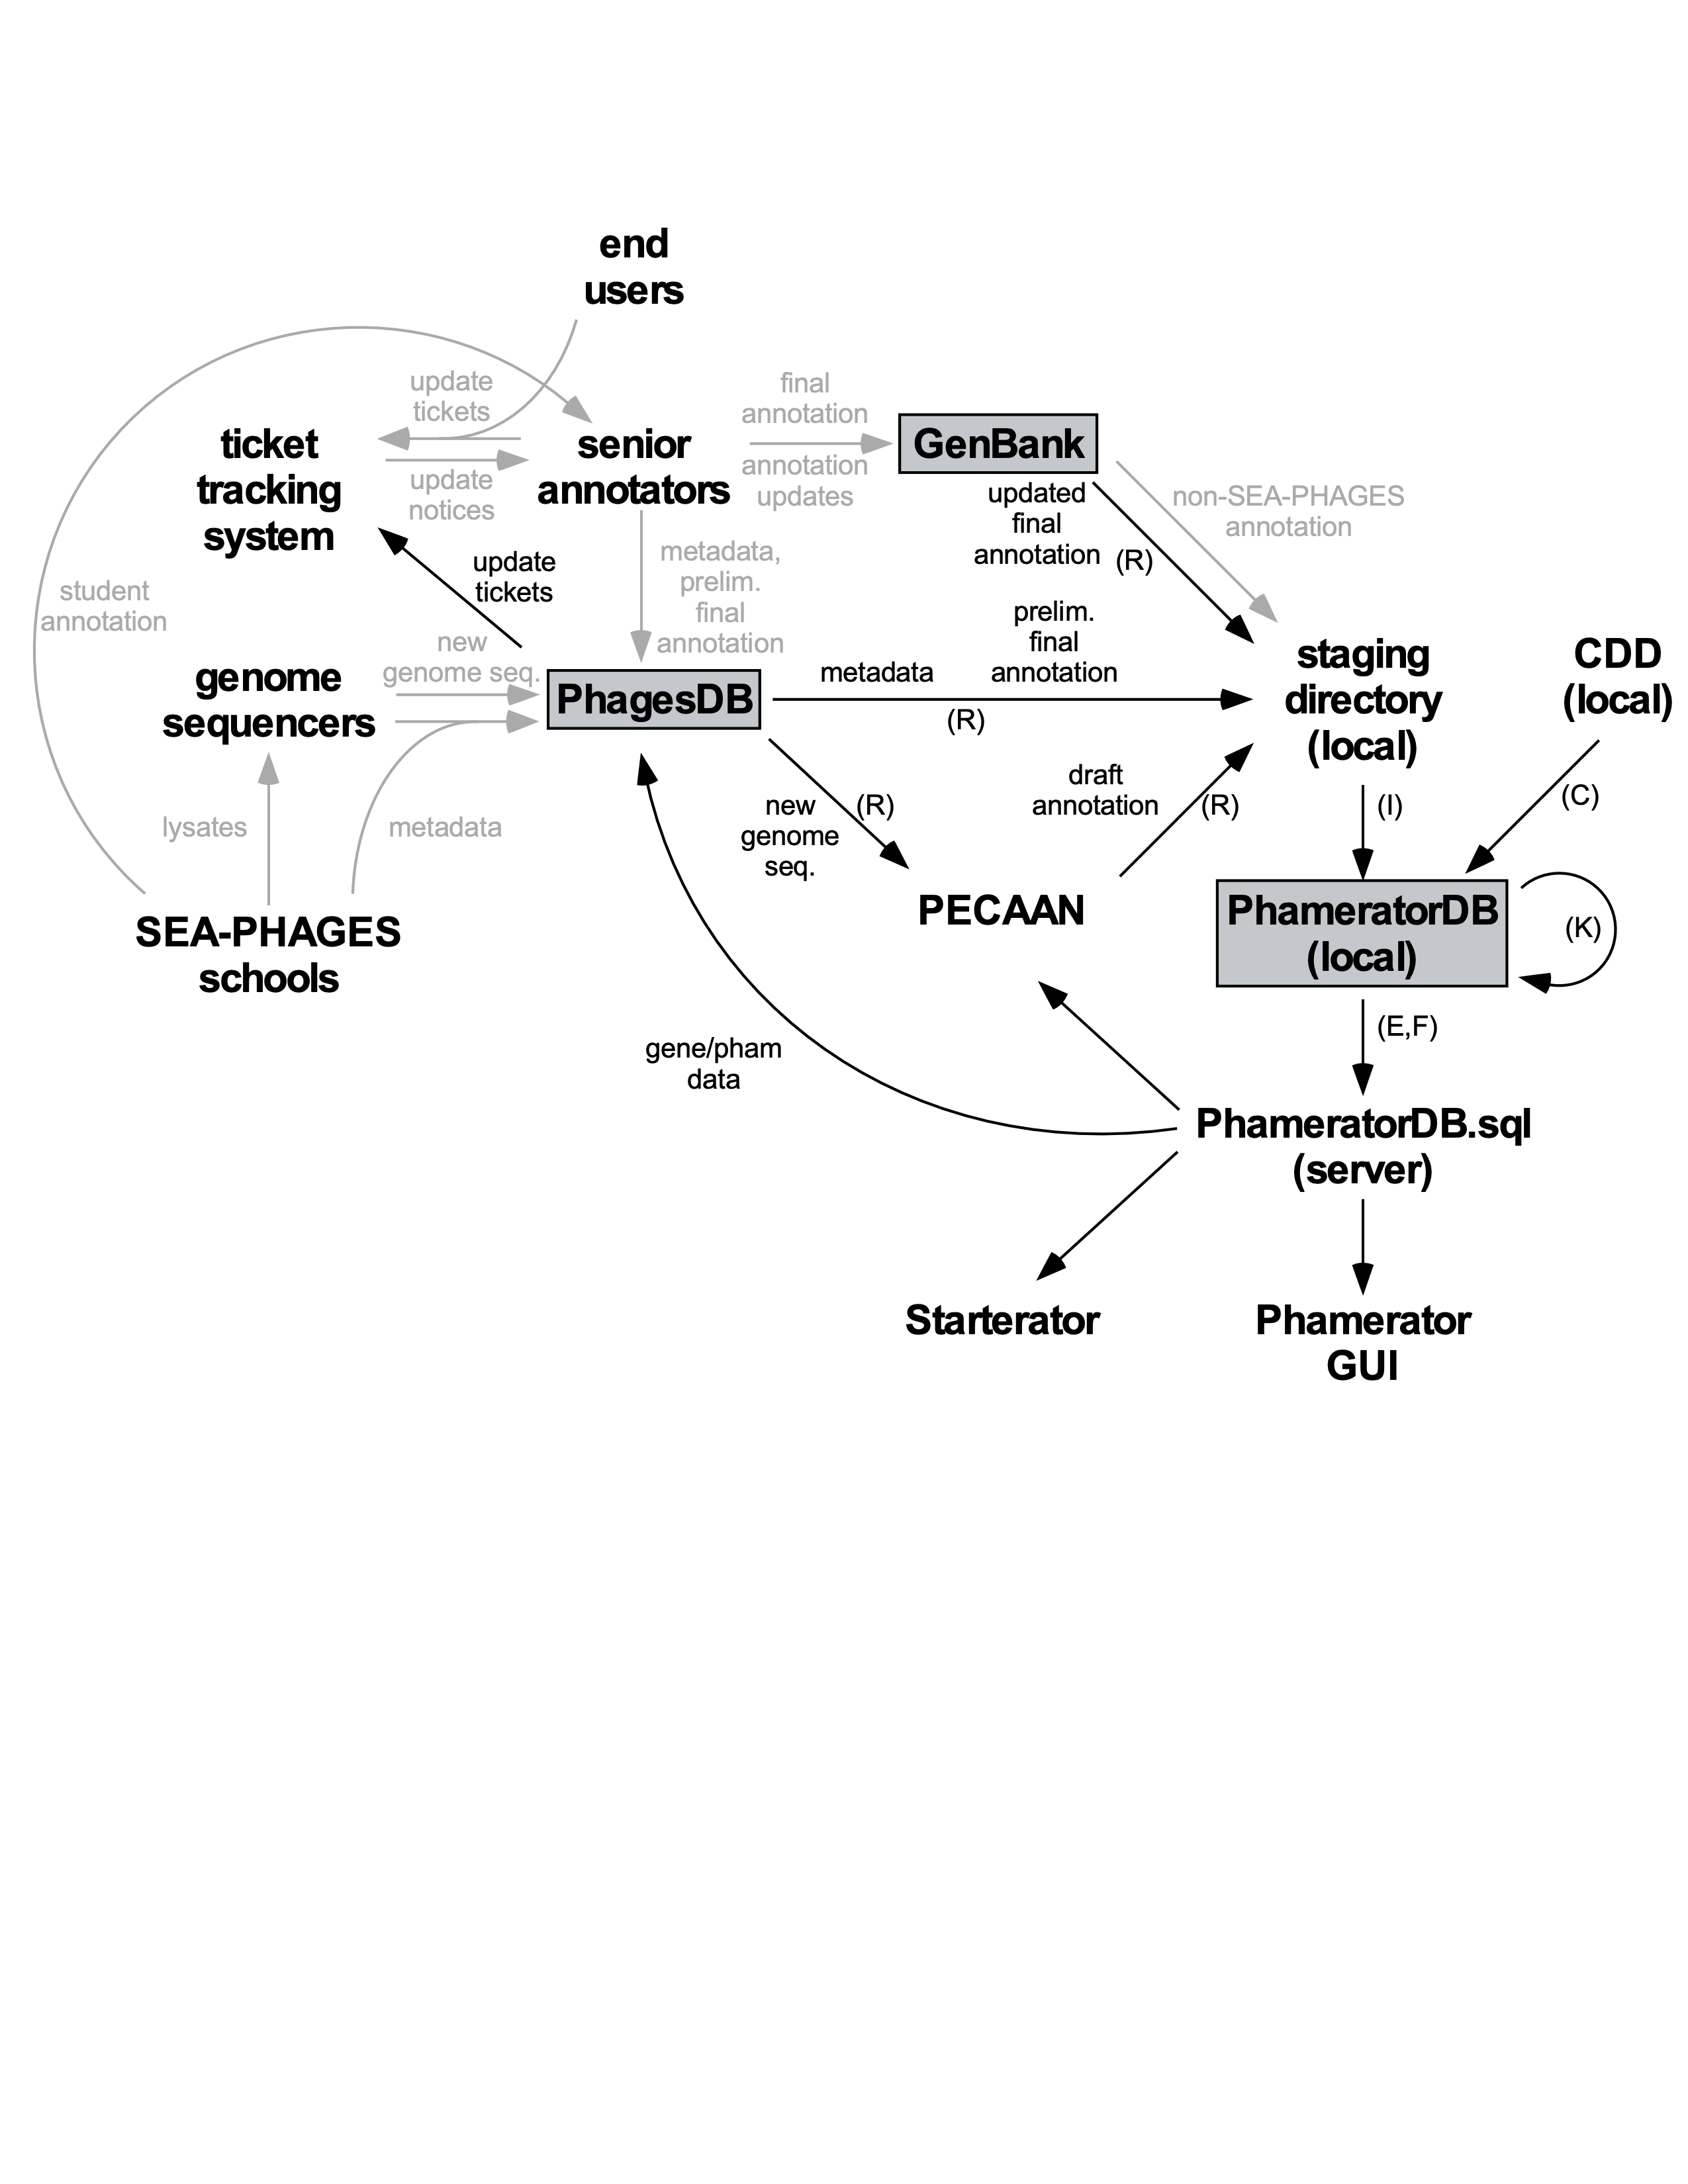 end
users
update
tickets
final
annotation
ticket
tracking
system
senior
annotators
GenBank
update
notices
annotation
updates
updated
final
annotation
(R)
non-SEA-PHAGES
annotation
update
tickets
metadata,
prelim.
final
annotation
student
annotation
new
genome seq.
prelim.
final
annotation
metadata
(R)
genome
sequencers
PhagesDB
staging
directory
(local)
CDD
(local)
lysates
metadata
new
genome
seq.
(R)
draft
annotation
(R)
(I)
(C)
SEA-PHAGES
schools
PECAAN
PhameratorDB
(local)
(K)
(E,F)
gene/pham
data
PhameratorDB.sql
(server)
Starterator
Phamerator
GUI